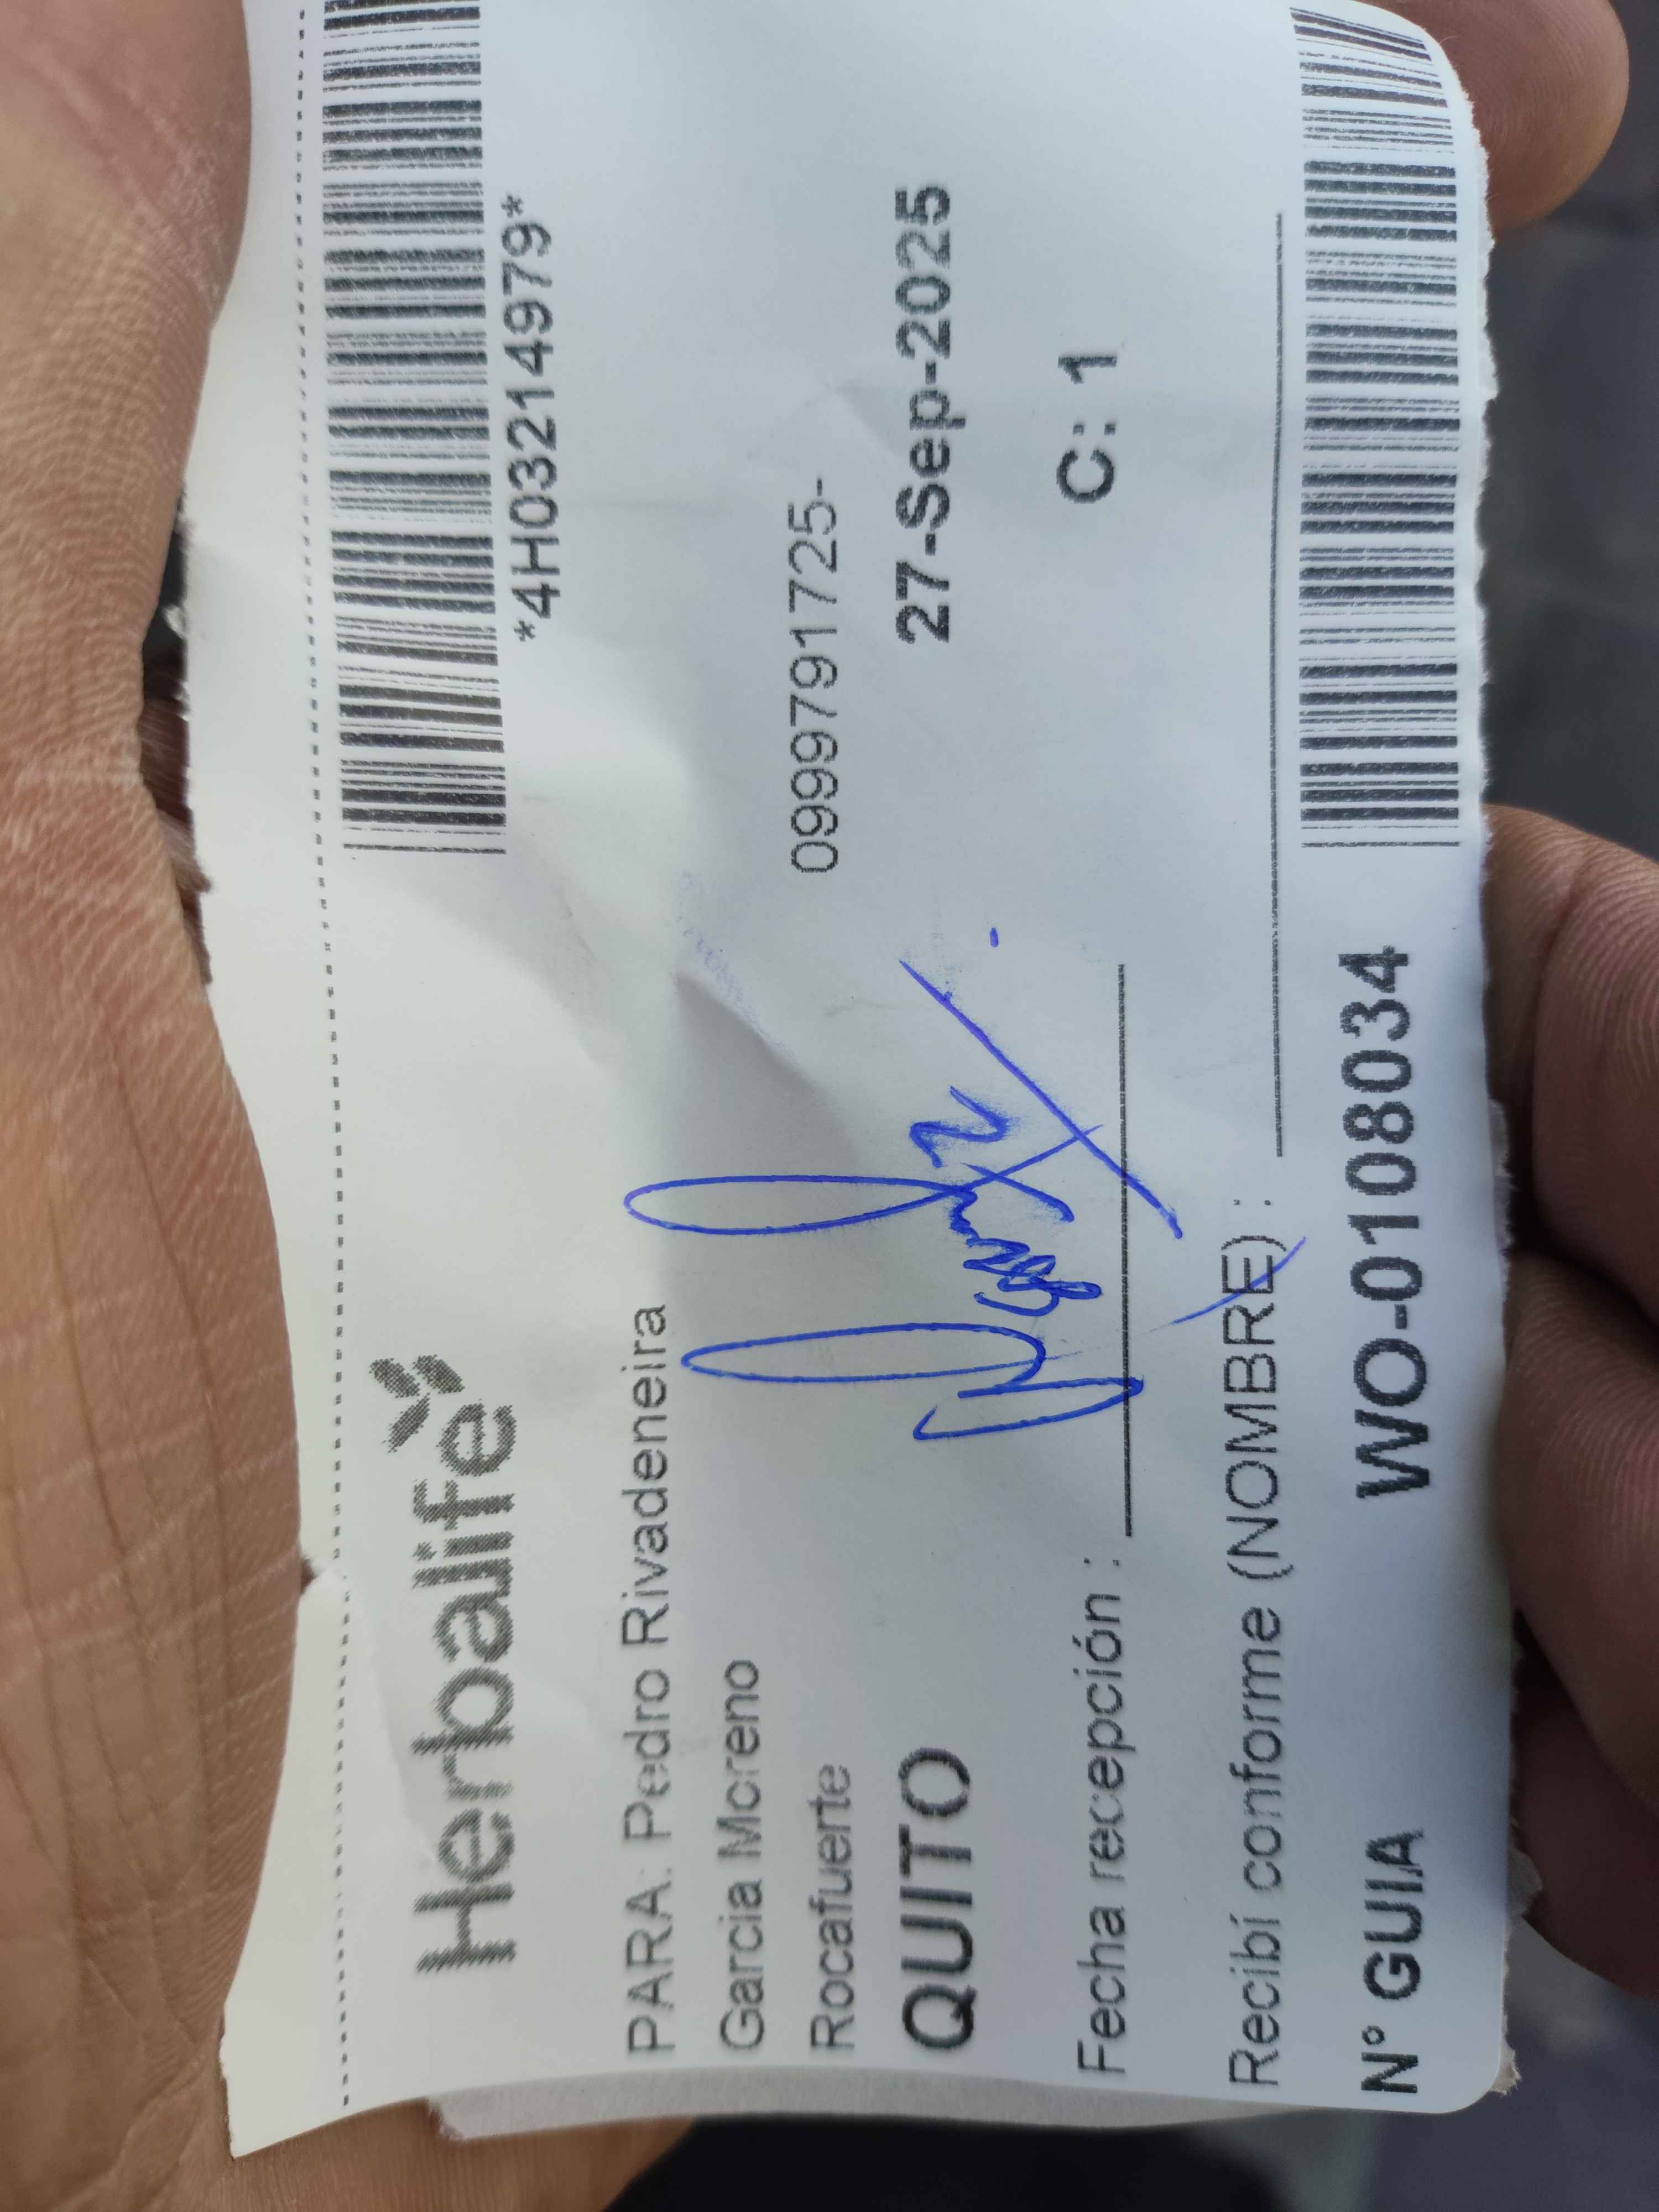 Herbalife
*4H03214979*
PARA: Pedro Rivadeneira
Garcia Moreno
Rocafuerte
0999791725-
QUITO
27-Sep-2025
C: 1
Fecha recepción :
Recibí conforme (NOMBRE) :
N° GUIA WO-0108034